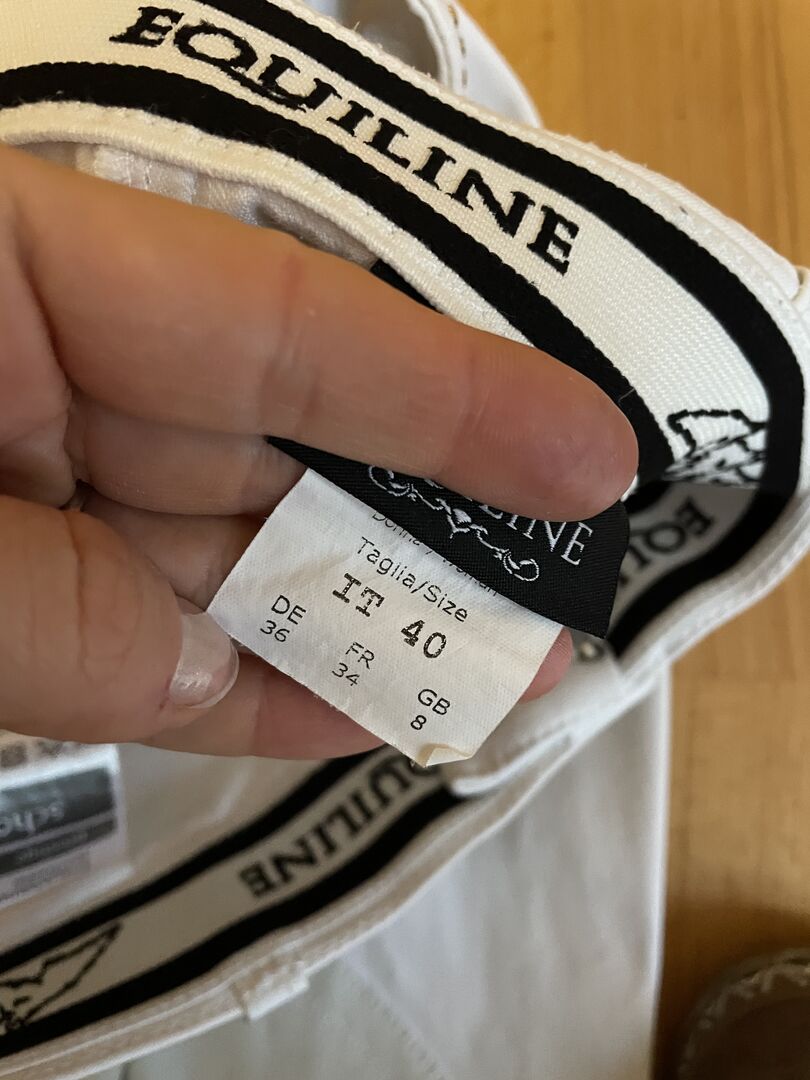 EQUILINE
EQUILINE
Taglia/Size
IT 40
DE FR GB
36 34 8
EQUILINE